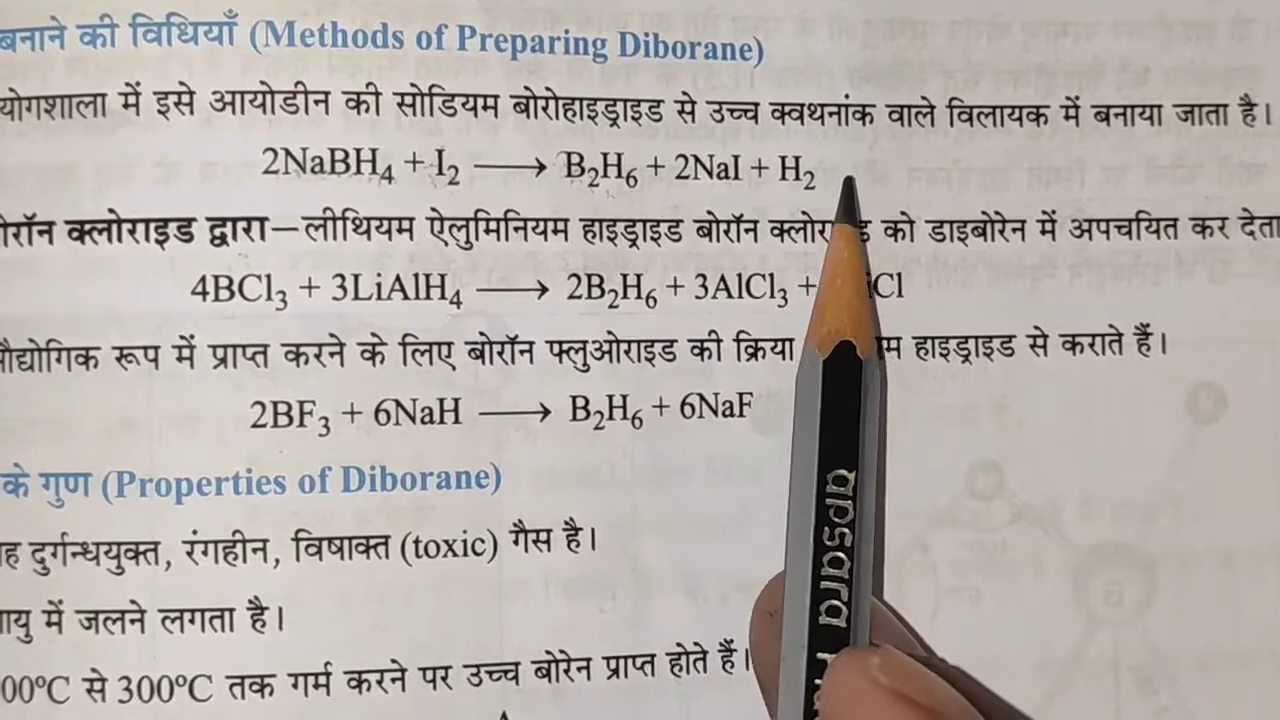 बनाने की विधियाँ (Methods of Preparing Diborane)
योगशाला में इसे आयोडीन की सोडियम बोरोहाइड्राइड से उच्च क्वथनांक वाले विलायक में बनाया जाता है।
2NaBH₄ + I₂ ⟶ B₂H₆ + 2NaI + H₂
क्लोराइड द्वारा—लीथियम ऐलुमिनियम हाइड्राइड बोरॉन को डाइबोरेन में अपचयित कर देता
4BCl₃ + 3LiAlH₄ ⟶ 2B₂H₆ + 3AlCl₃ +
रूप में प्राप्त करने के लिए बोरॉन फ्लुओराइड की क्रिया हाइड्राइड से कराते हैं।
2BF₃ + 6NaH ⟶ B₂H₆ + 6NaF
के गुण (Properties of Diborane)
दुर्गन्धयुक्त, रंगहीन, विषाक्त (toxic) गैस है।
में जलने लगता है।
00°C से 300°C तक गर्म करने पर उच्च बोरेन प्राप्त होते हैं।
apsara